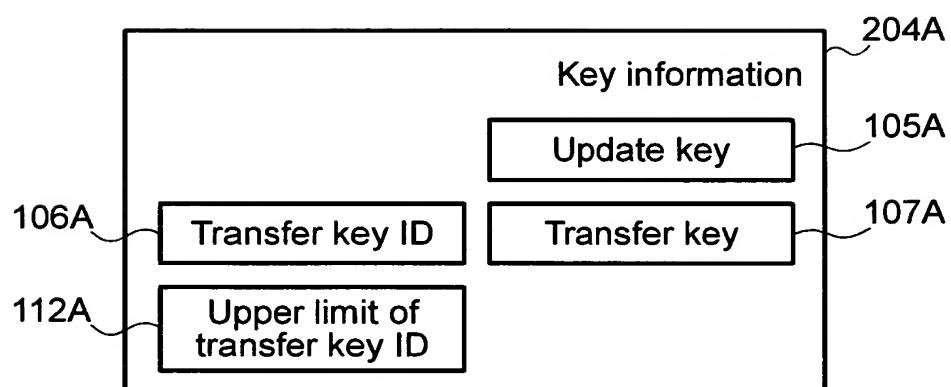 204A
Key information
105A
Update key
106A
Transfer key ID
Transfer key
107A
112A
Upper limit of
transfer key ID